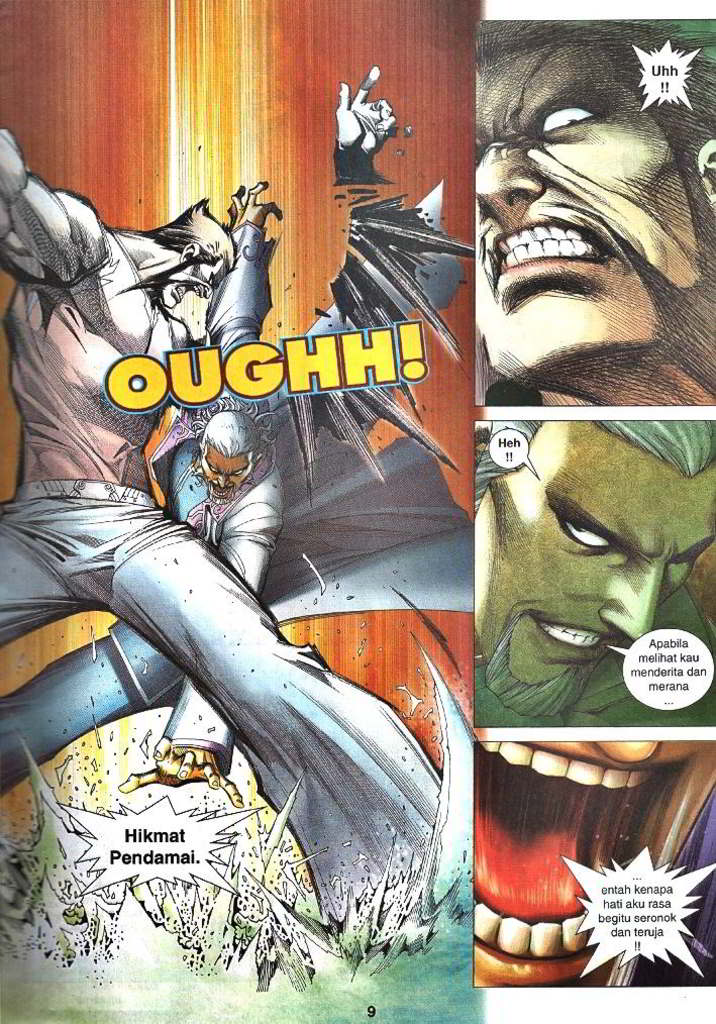 OUGHH!
Hikmat
Pendamai.
Uhh
!!
Heh
!!
Apabila
melihat kau
menderita dan
merana
...
...
entah kenapa
hati aku rasa
begitu seronok
dan teruja
!!
9